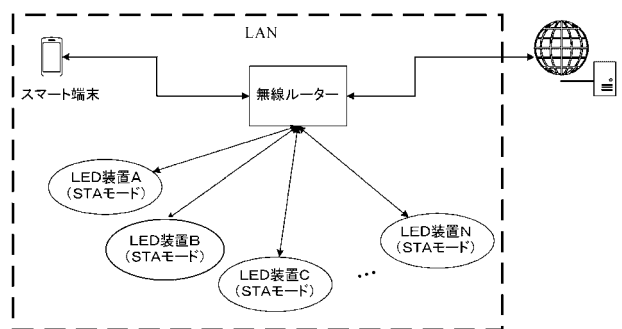 LAN
スマート端末
無線ルーター
LED装置A
(STAモード)
LED装置B
(STAモード)
LED装置C
(STAモード)
…
LED装置N
(STAモード)